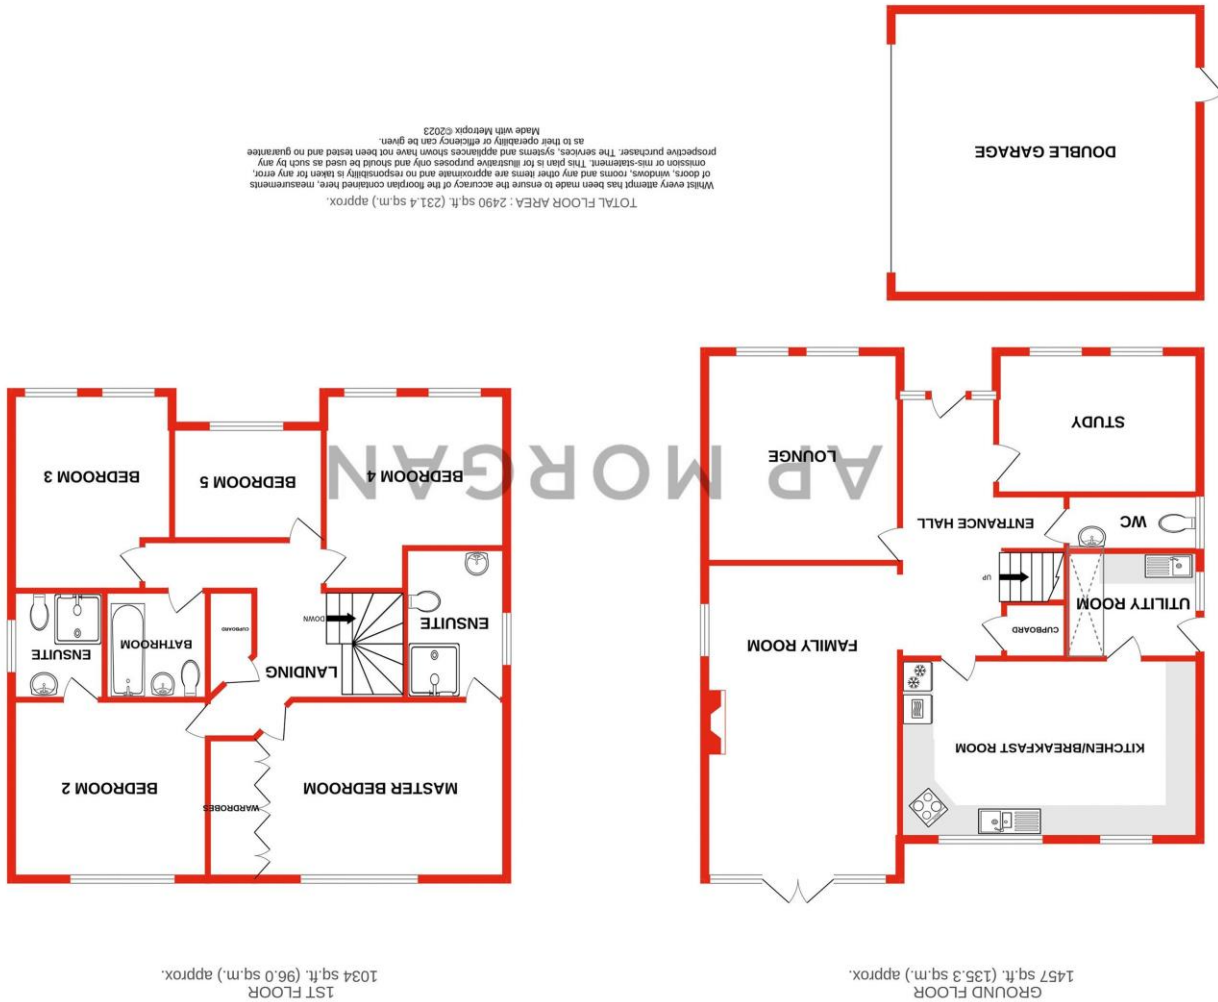 GROUND FLOOR
1457 sq.ft. (135.3 sq.m.) approx.
1ST FLOOR
1034 sq.ft. (96.0 sq.m.) approx.
KITCHEN/BREAKFAST ROOM
FAMILY ROOM
UTILITY ROOM
CUPBOARD
UP
WC
ENTRANCE HALL
STUDY
LOUNGE
DOUBLE GARAGE
MASTER BEDROOM
WARDROBES
BEDROOM 2
ENSUITE
LANDING
DOWN
CUPBOARD
BATHROOM
ENSUITE
BEDROOM 4
BEDROOM 5
BEDROOM 3
AP MORGAN
TOTAL FLOOR AREA : 2490 sq.ft. (231.4 sq.m.) approx.
Whilst every attempt has been made to ensure the accuracy of the floorplan contained here, measurements
of doors, windows, rooms and any other items are approximate and no responsibility is taken for any error,
omission or mis-statement. This plan is for illustrative purposes only and should be used as such by any
prospective purchaser. The services, systems and appliances shown have not been tested and no guarantee
as to their operability or efficiency can be given.
Made with Metropix ©2023